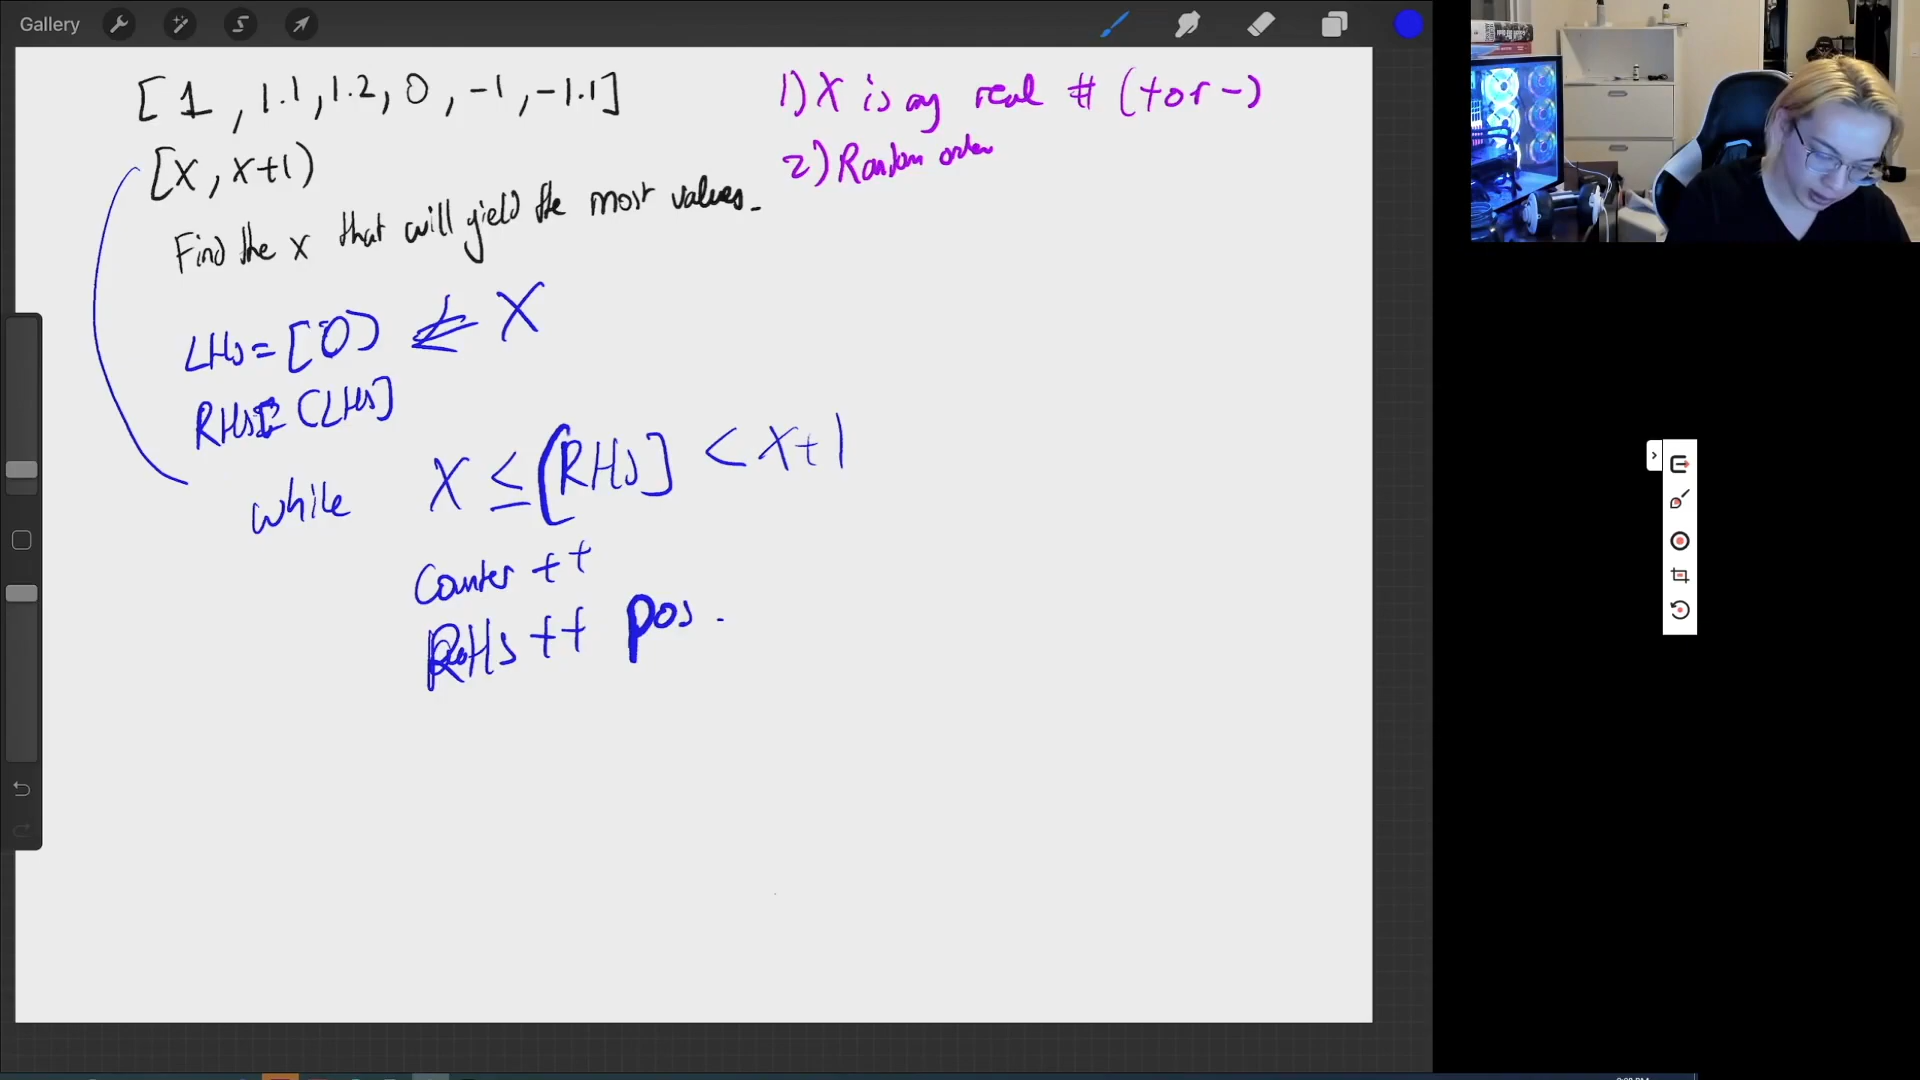 Gallery
[ 1 , 1.1 , 1.2 , 0 , -1 , -1.1 ]
[X , X+1)
Find the x that will yield the most values.
1) X is any real # (+ or -)
2) Random order
LHS = [0] X
RHS = [LHS]
while X ≤ [RHS] < X+1
Counter ++
RHS ++ pos.